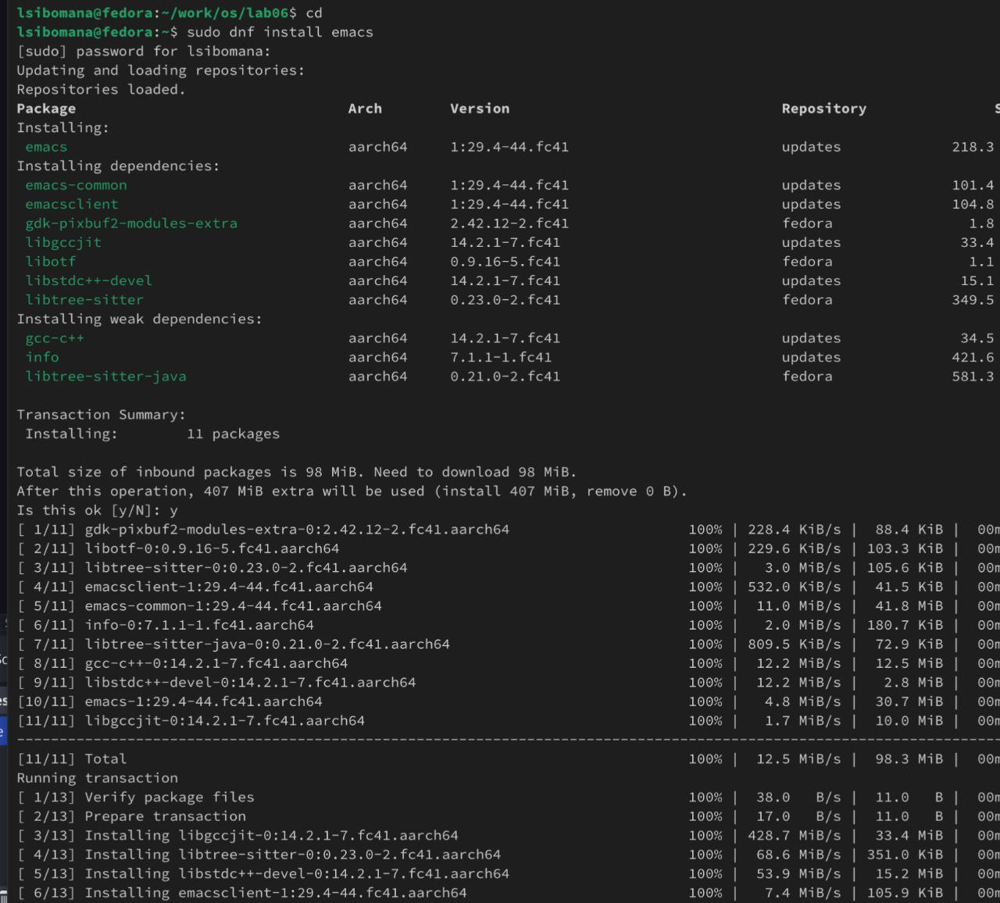 lsibomana@fedora:~/work/os/lab06$ cd
lsibomana@fedora:~$ sudo dnf install emacs
[sudo] password for lsibomana:
Updating and loading repositories:
Repositories loaded.
Package Arch Version Repository S
Installing:
emacs aarch64 1:29.4-44.fc41 updates 218.3
Installing dependencies:
emacs-common aarch64 1:29.4-44.fc41 updates 101.4
emacsclient aarch64 1:29.4-44.fc41 updates 104.8
gdk-pixbuf2-modules-extra aarch64 2.42.12-2.fc41 fedora 1.8
libgccjit aarch64 14.2.1-7.fc41 updates 33.4
libotf aarch64 0.9.16-5.fc41 fedora 1.1
libstdc++-devel aarch64 14.2.1-7.fc41 updates 15.1
libtree-sitter aarch64 0.23.0-2.fc41 fedora 349.5
Installing weak dependencies:
gcc-c++ aarch64 14.2.1-7.fc41 updates 34.5
info aarch64 7.1.1-1.fc41 updates 421.6
libtree-sitter-java aarch64 0.21.0-2.fc41 fedora 581.3
Transaction Summary:
Installing: 11 packages
Total size of inbound packages is 98 MiB. Need to download 98 MiB.
After this operation, 407 MiB extra will be used (install 407 MiB, remove 0 B).
Is this ok [y/N]: y
[ 1/11] gdk-pixbuf2-modules-extra-0:2.42.12-2.fc41.aarch64 100% | 228.4 KiB/s | 88.4 KiB | 00m
[ 2/11] libotf-0:0.9.16-5.fc41.aarch64 100% | 229.6 KiB/s | 103.3 KiB | 00m
[ 3/11] libtree-sitter-0:0.23.0-2.fc41.aarch64 100% | 3.0 MiB/s | 105.6 KiB | 00m
[ 4/11] emacsclient-1:29.4-44.fc41.aarch64 100% | 532.0 KiB/s | 41.5 KiB | 00m
[ 5/11] emacs-common-1:29.4-44.fc41.aarch64 100% | 11.0 MiB/s | 41.8 MiB | 00m
[ 6/11] info-0:7.1.1-1.fc41.aarch64 100% | 2.0 MiB/s | 180.7 KiB | 00m
[ 7/11] libtree-sitter-java-0:0.21.0-2.fc41.aarch64 100% | 809.5 KiB/s | 72.9 KiB | 00m
[ 8/11] gcc-c++-0:14.2.1-7.fc41.aarch64 100% | 12.2 MiB/s | 12.5 MiB | 00m
[ 9/11] libstdc++-devel-0:14.2.1-7.fc41.aarch64 100% | 12.2 MiB/s | 2.8 MiB | 00m
[10/11] emacs-1:29.4-44.fc41.aarch64 100% | 4.8 MiB/s | 30.7 MiB | 00m
[11/11] libgccjit-0:14.2.1-7.fc41.aarch64 100% | 1.7 MiB/s | 10.0 MiB | 00m
[11/11] Total 100% | 12.5 MiB/s | 98.3 MiB | 00m
Running transaction
[ 1/13] Verify package files 100% | 38.0 B/s | 11.0 B | 00m
[ 2/13] Prepare transaction 100% | 17.0 B/s | 11.0 B | 00m
[ 3/13] Installing libgccjit-0:14.2.1-7.fc41.aarch64 100% | 428.7 MiB/s | 33.4 MiB | 00m
[ 4/13] Installing libtree-sitter-0:0.23.0-2.fc41.aarch64 100% | 68.6 MiB/s | 351.0 KiB | 00m
[ 5/13] Installing libstdc++-devel-0:14.2.1-7.fc41.aarch64 100% | 53.9 MiB/s | 15.2 MiB | 00m
[ 6/13] Installing emacsclient-1:29.4-44.fc41.aarch64 100% | 7.4 MiB/s | 105.9 KiB | 00m